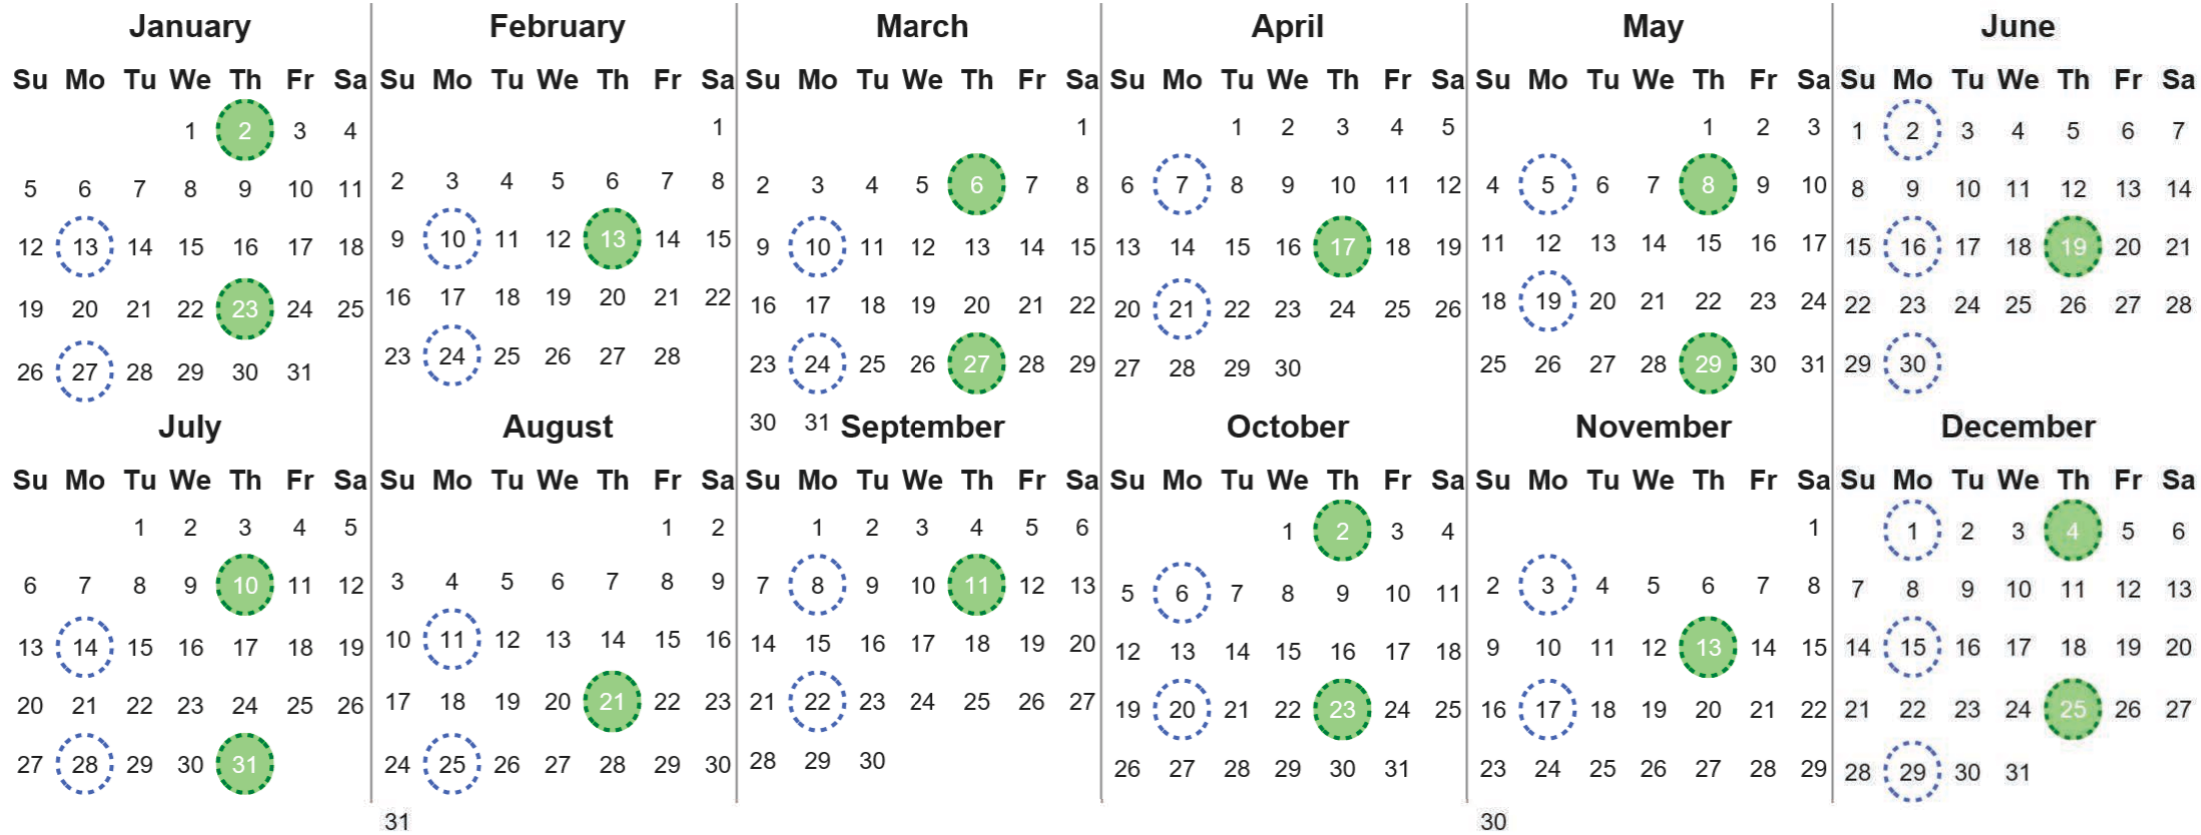 January February March April May June
Su Mo Tu We Th Fr Sa Su Mo Tu We Th Fr Sa Su Mo Tu We Th Fr Sa Su Mo Tu We Th Fr Sa Su Mo Tu We Th Fr Sa Su Mo Tu We Th Fr Sa
1 2 3 4 1 1 1 2 3 4 5 1 2 3 1 2 3 4 5 6 7
5 6 7 8 9 10 11 2 3 4 5 6 7 8 2 3 4 5 6 7 8 6 7 8 9 10 11 12 4 5 6 7 8 9 10 8 9 10 11 12 13 14
12 13 14 15 16 17 18 9 10 11 12 13 14 15 9 10 11 12 13 14 15 13 14 15 16 17 18 19 11 12 13 14 15 16 17 15 16 17 18 19 20 21
19 20 21 22 23 24 25 16 17 18 19 20 21 22 16 17 18 19 20 21 22 20 21 22 23 24 25 26 18 19 20 21 22 23 24 22 23 24 25 26 27 28
26 27 28 29 30 31 23 24 25 26 27 28 23 24 25 26 27 28 29 27 28 29 30 25 26 27 28 29 30 31 29 30
30 31
July August September October November December
Su Mo Tu We Th Fr Sa Su Mo Tu We Th Fr Sa Su Mo Tu We Th Fr Sa Su Mo Tu We Th Fr Sa Su Mo Tu We Th Fr Sa Su Mo Tu We Th Fr Sa
1 2 3 4 5 1 2 1 2 3 4 5 6 1 2 3 4 1 1 2 3 4 5 6
6 7 8 9 10 11 12 3 4 5 6 7 8 9 7 8 9 10 11 12 13 5 6 7 8 9 10 11 2 3 4 5 6 7 8 7 8 9 10 11 12 13
13 14 15 16 17 18 19 10 11 12 13 14 15 16 14 15 16 17 18 19 20 12 13 14 15 16 17 18 9 10 11 12 13 14 15 14 15 16 17 18 19 20
20 21 22 23 24 25 26 17 18 19 20 21 22 23 21 22 23 24 25 26 27 19 20 21 22 23 24 25 16 17 18 19 20 21 22 21 22 23 24 25 26 27
27 28 29 30 31 24 25 26 27 28 29 30 28 29 30 26 27 28 29 30 31 23 24 25 26 27 28 29 28 29 30 31
31 30